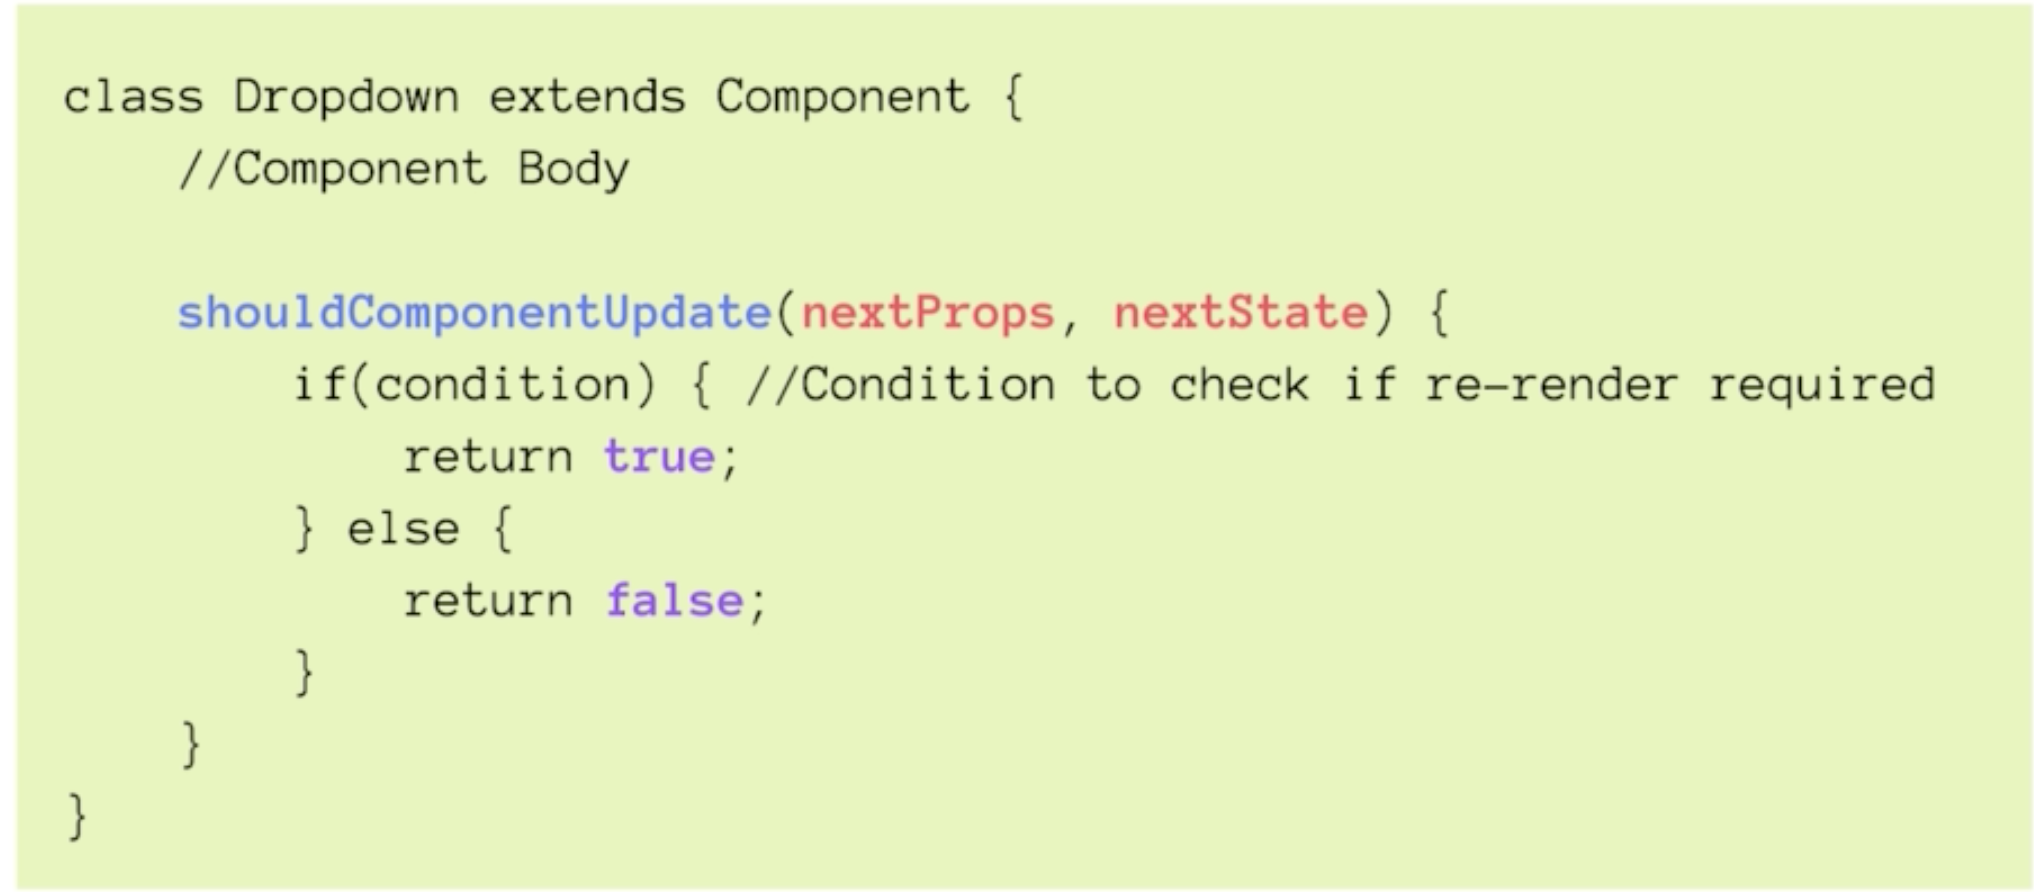 class Dropdown extends Component {
//Component Body
shouldComponentUpdate(nextProps, nextState) {
if(condition) { //Condition to check if re-render required
return true;
} else {
return false;
}
}
}